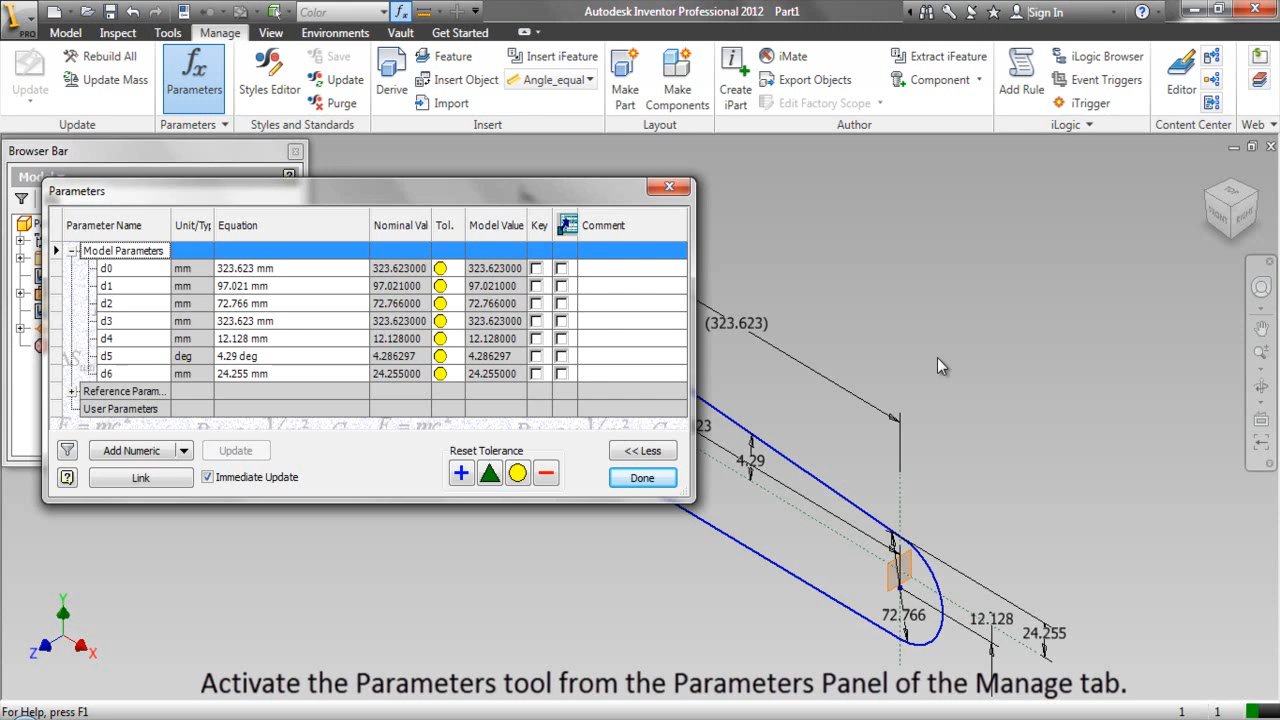 PRO
Color
Autodesk Inventor Professional 2012 Part1
Sign In
Model Inspect Tools Manage View Environments Vault Get Started
Update
Rebuild All
Update Mass
Update
fx
Parameters
Parameters
Styles Editor
Save
Update
Purge
Styles and Standards
Derive
Feature
Insert Object
Import
Insert iFeature
Angle_equal
Insert
Make Part
Make Components
Layout
Create iPart
iMate
Export Objects
Edit Factory Scope
Extract iFeature
Component
Author
Add Rule
iLogic Browser
Event Triggers
iTrigger
iLogic
Editor
Content Center
Web
Browser Bar
Parameters
Parameter Name Unit/Ty Equation Nominal Val Tol. Model Value Key Comment
Model Parameters
d0 mm 323.623 mm 323.623000 323.623000
d1 mm 97.021 mm 97.021000 97.021000
d2 mm 72.766 mm 72.766000 72.766000
d3 mm 323.623 mm 323.623000 323.623000
d4 mm 12.128 mm 12.128000 12.128000
d5 deg 4.29 deg 4.286297 4.286297
d6 mm 24.255 mm 24.255000 24.255000
Reference Param...
User Parameters
Add Numeric Update Reset Tolerance << Less
Link Immediate Update Done
FRONT RIGHT
(323.623)
23
4.29
72.766
12.128
24.255
Y
Z X
Activate the Parameters tool from the Parameters Panel of the Manage tab.
For Help, press F1 1 1